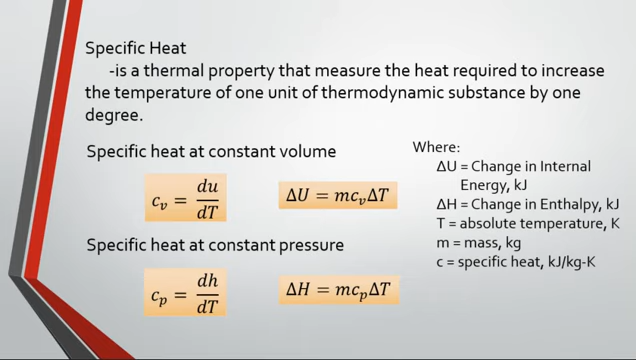 Specific Heat
-is a thermal property that measure the heat required to increase
the temperature of one unit of thermodynamic substance by one
degree.
Specific heat at constant volume
c_v = du/dT
ΔU = mc_vΔT
Specific heat at constant pressure
c_p = dh/dT
ΔH = mc_pΔT
Where:
ΔU = Change in Internal
Energy, kJ
ΔH = Change in Enthalpy, kJ
T = absolute temperature, K
m = mass, kg
c = specific heat, kJ/kg-K